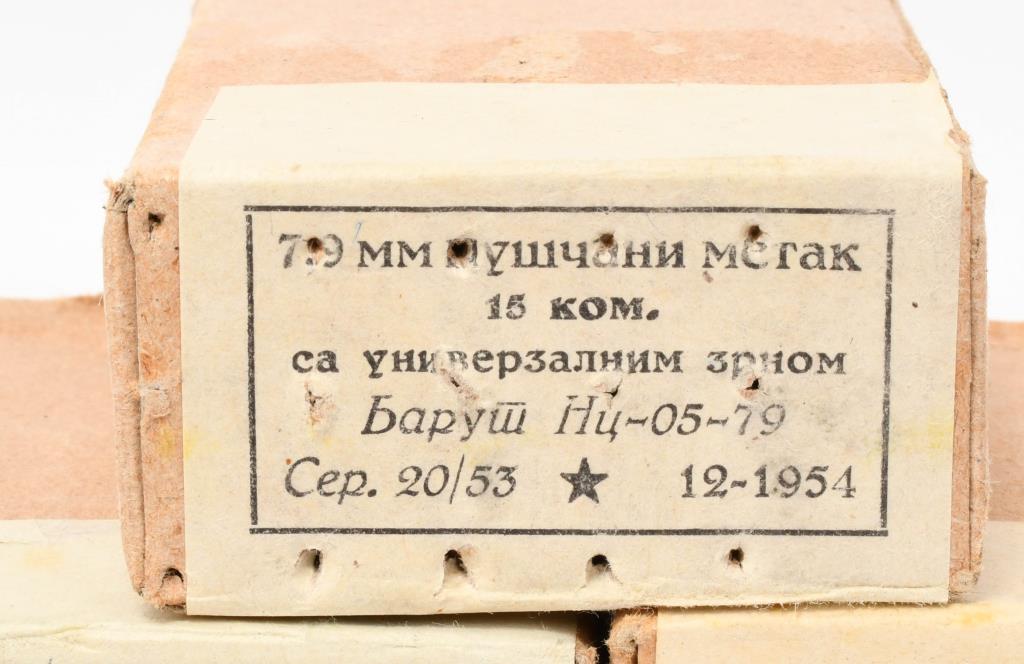 7.9 мм пушчани метак
15 ком.
са универзалним зрном
Барут Нц-05-79
Сер. 20/53 ★ 12-1954